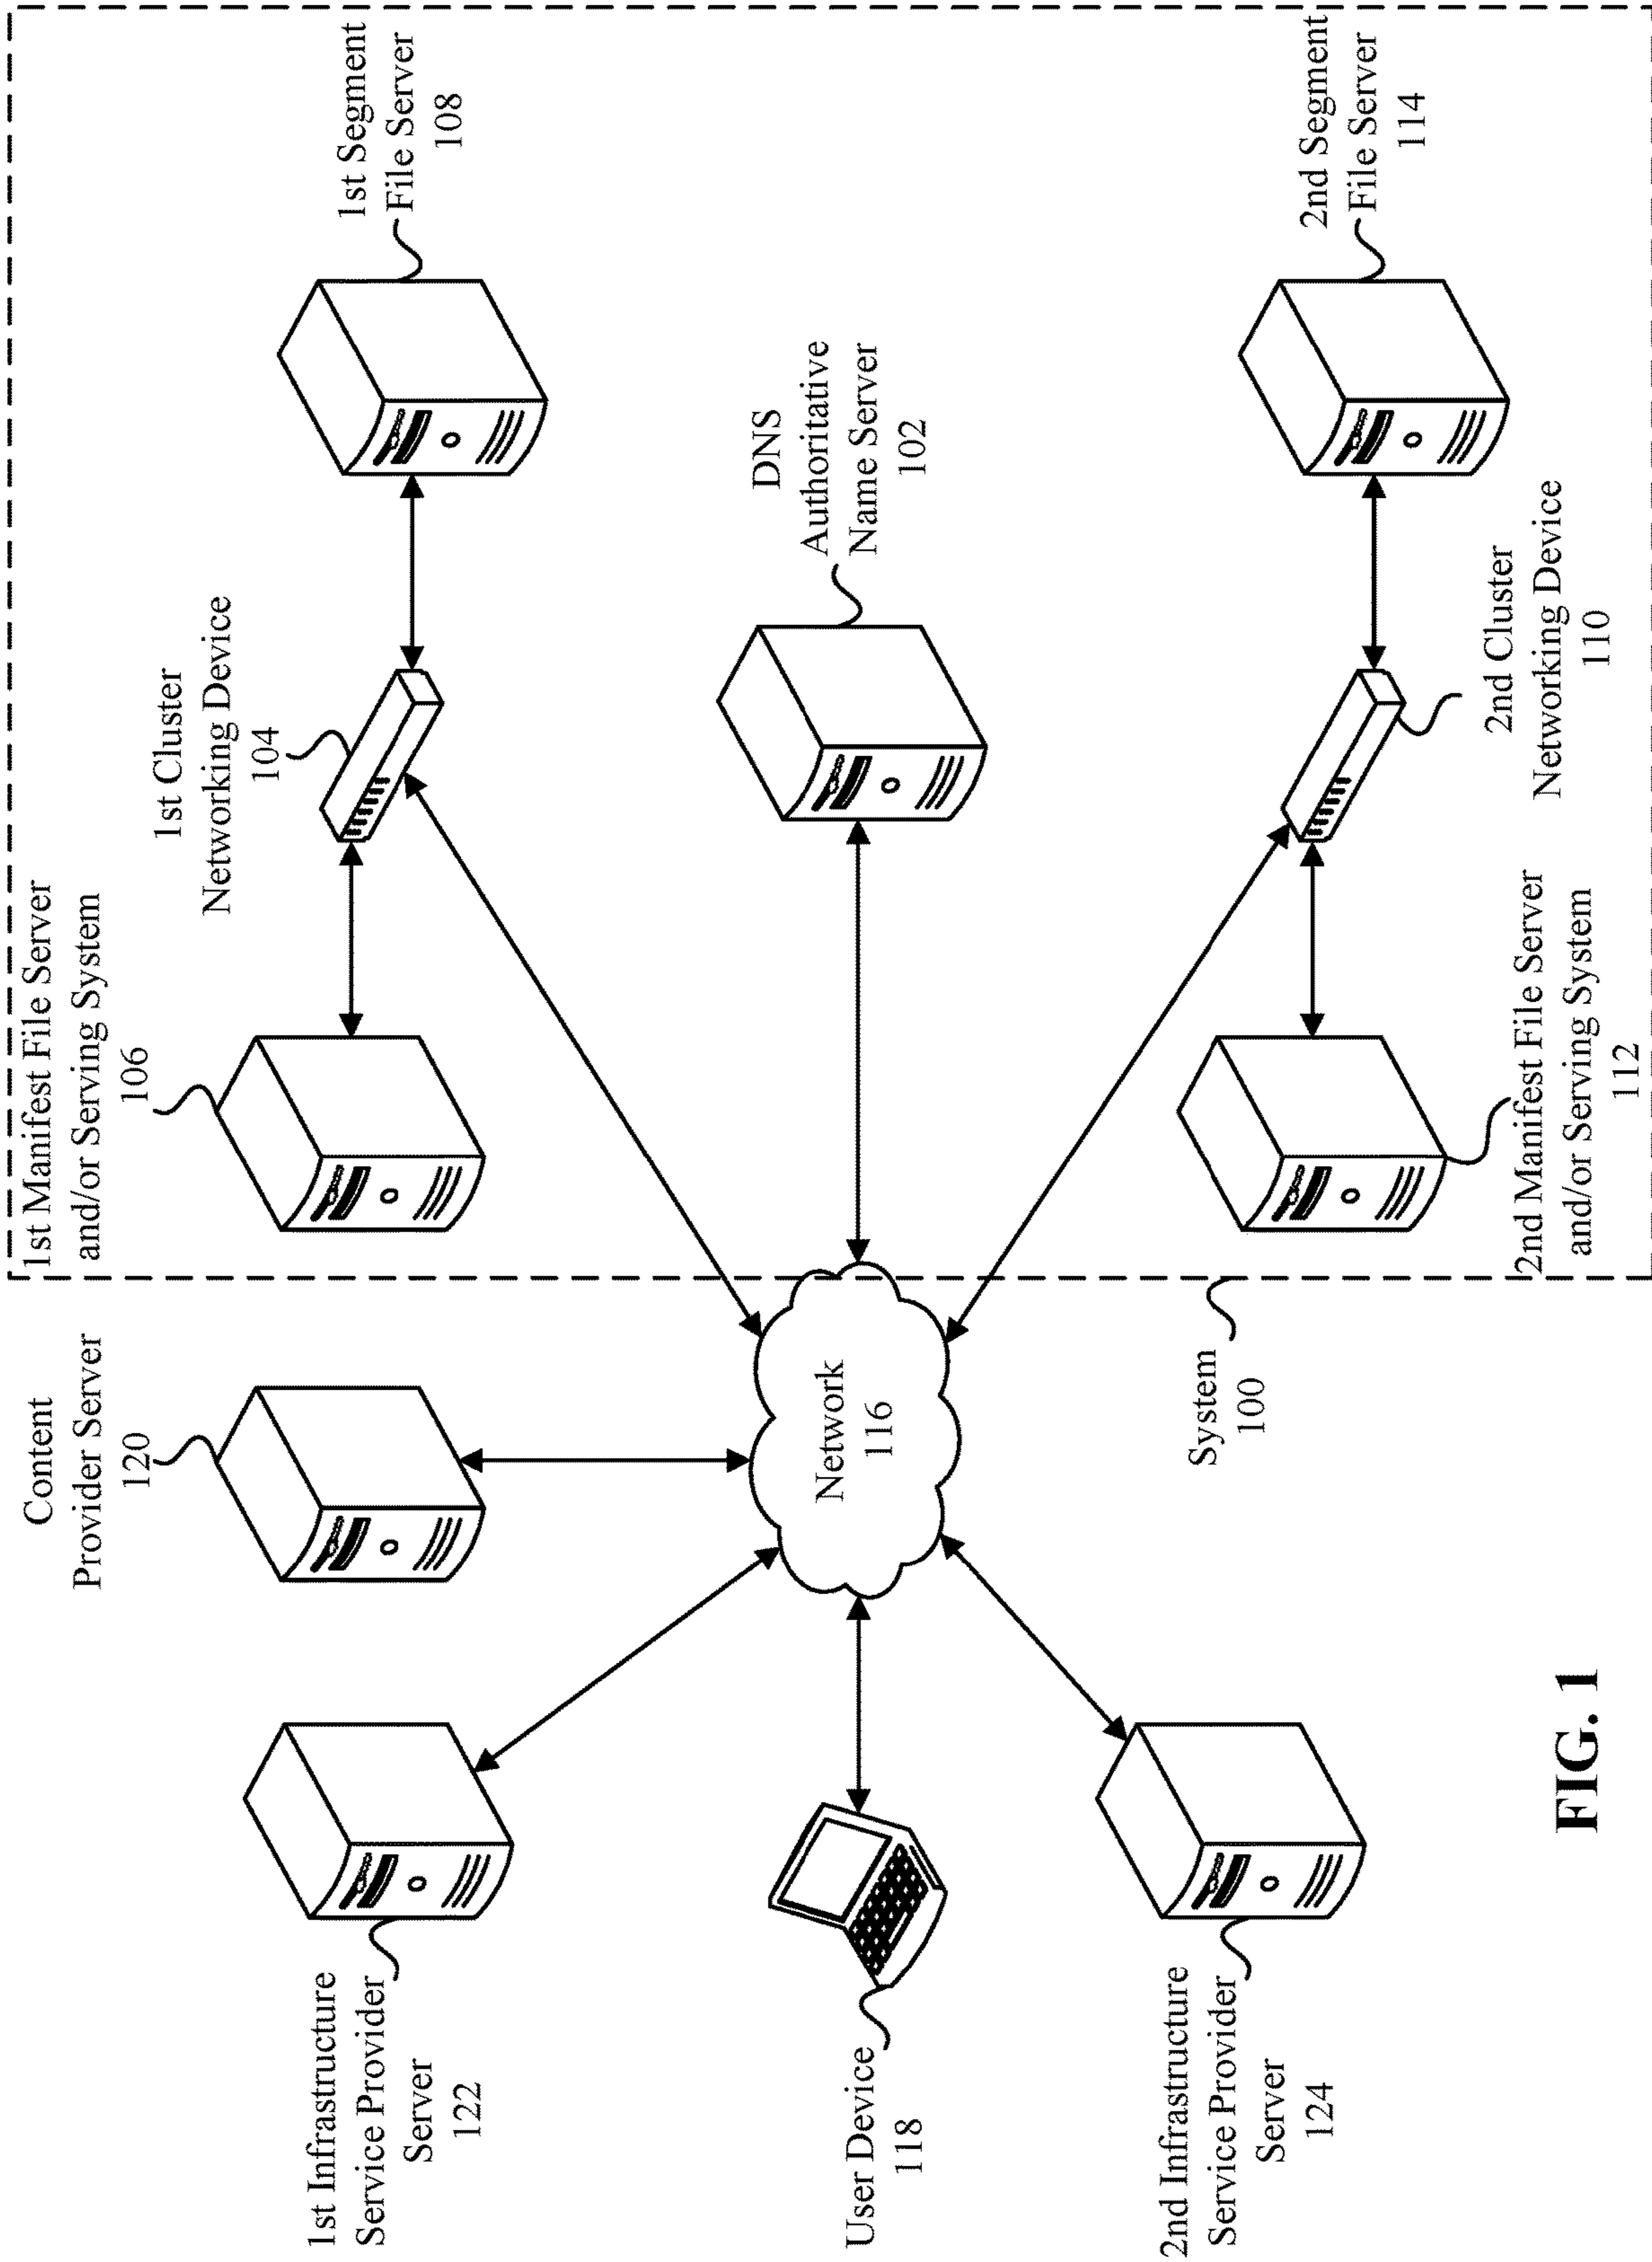 1st Infrastructure
Service Provider
Server
122
Content
Provider Server
120
1st Manifest File Server
and/or Serving System
106
1st Cluster
Networking Device
104
1st Segment
File Server
108
User Device
118
Network
116
DNS
Authoritative
Name Server
102
2nd Infrastructure
Service Provider
Server
124
System
100
2nd Manifest File Server
and/or Serving System
112
2nd Cluster
Networking Device
110
2nd Segment
File Server
114
FIG. 1